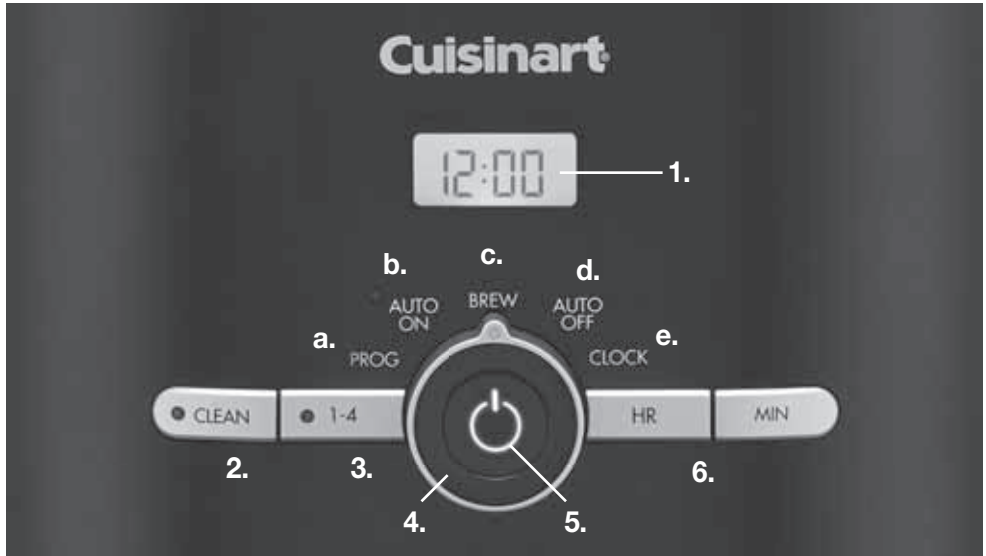 Cuisinart
12:00
1.
c.
b.
d.
AUTO
ON
BREW
AUTO
OFF
a.
e.
PROG
CLOCK
CLEAN
1-4
HR
MIN
2.
3.
6.
4.
5.